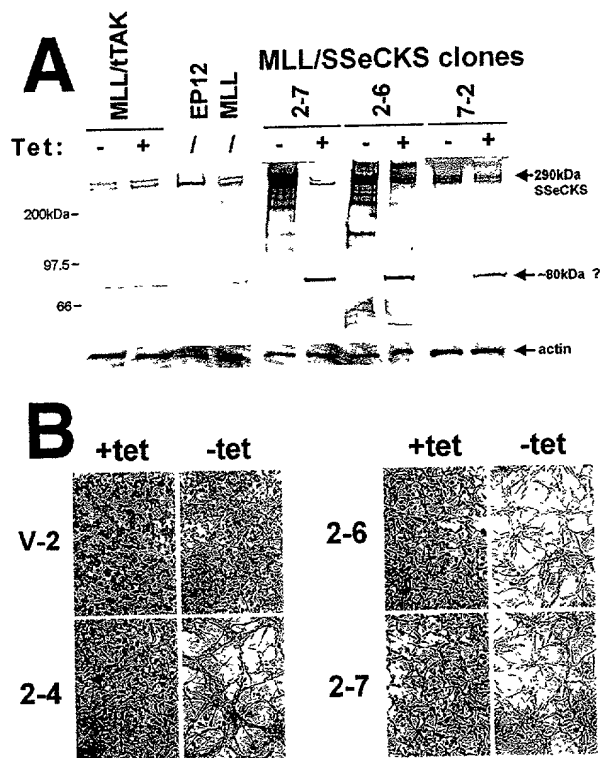 A
MLL/tTAK
EP12
MLL
MLL/SSeCKS clones
2-7
2-6
7-2
Tet: - + / / - + - + - +
290kDa
SSeCKS
200kDa-
97.5-
~80kDa ?
66-
actin
B
+tet -tet
+tet -tet
V-2
2-6
2-4
2-7